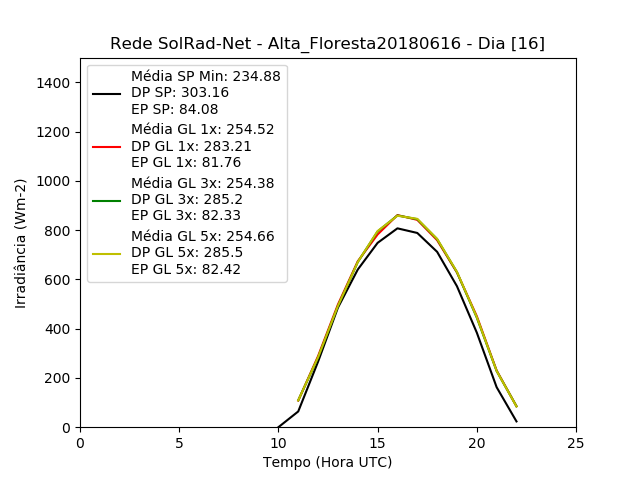 Rede SolRad-Net - Alta_Floresta20180616 - Dia [16]
Média SP Min: 234.88
DP SP: 303.16
EP SP: 84.08
Média GL 1x: 254.52
DP GL 1x: 283.21
EP GL 1x: 81.76
Média GL 3x: 254.38
DP GL 3x: 285.2
EP GL 3x: 82.33
Média GL 5x: 254.66
DP GL 5x: 285.5
EP GL 5x: 82.42
Irradiância (Wm-2)
1400
1200
1000
800
600
400
200
0
0 5 10 15 20 25
Tempo (Hora UTC)